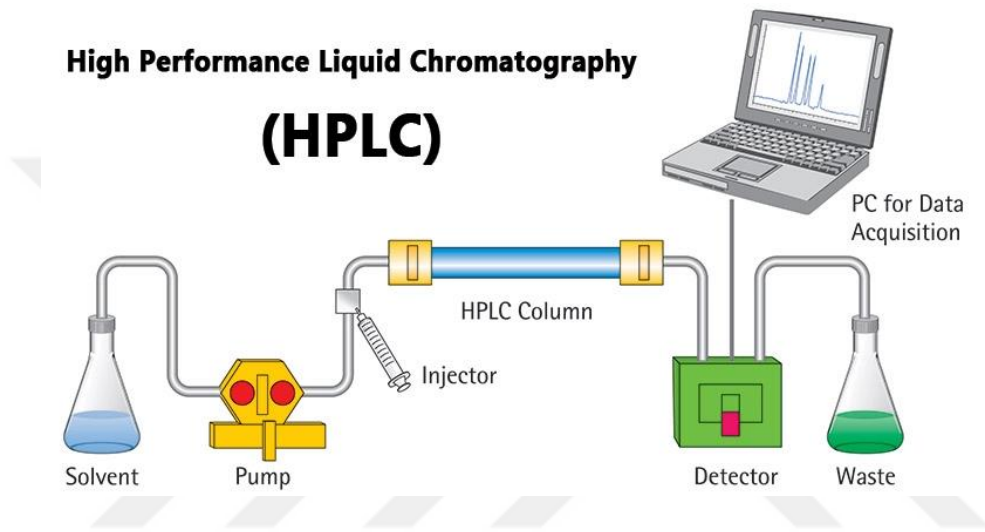 High Performance Liquid Chromatography
(HPLC)
PC for Data
Acquisition
HPLC Column
Injector
Solvent
Pump
Detector
Waste